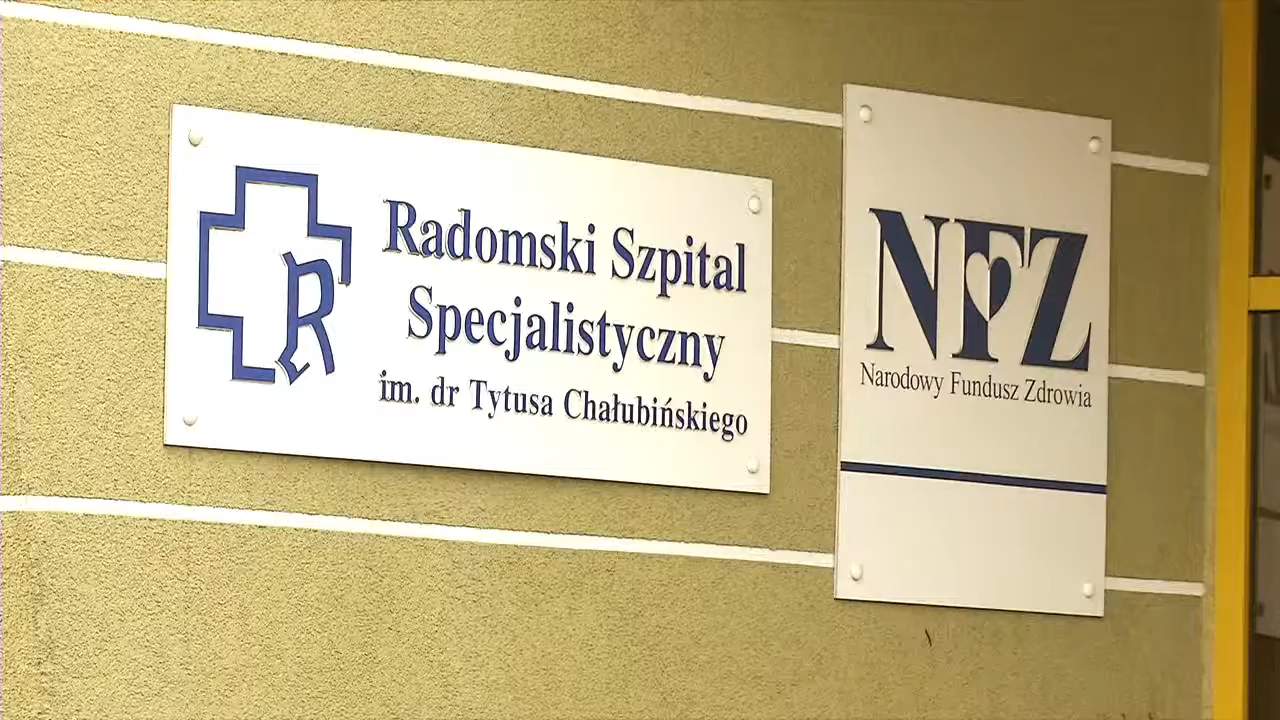 R
Radomski Szpital
Specjalistyczny
im. dr Tytusa Chałubińskiego
NFZ
Narodowy Fundusz Zdrowia